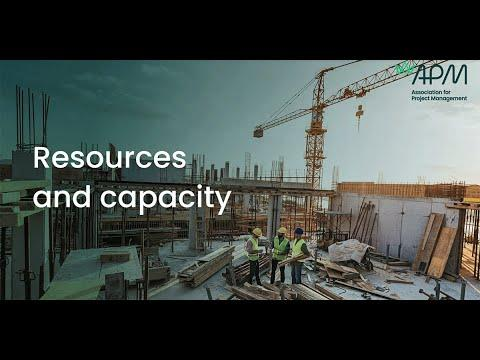 APM
Association for
Project Management
Resources
and capacity